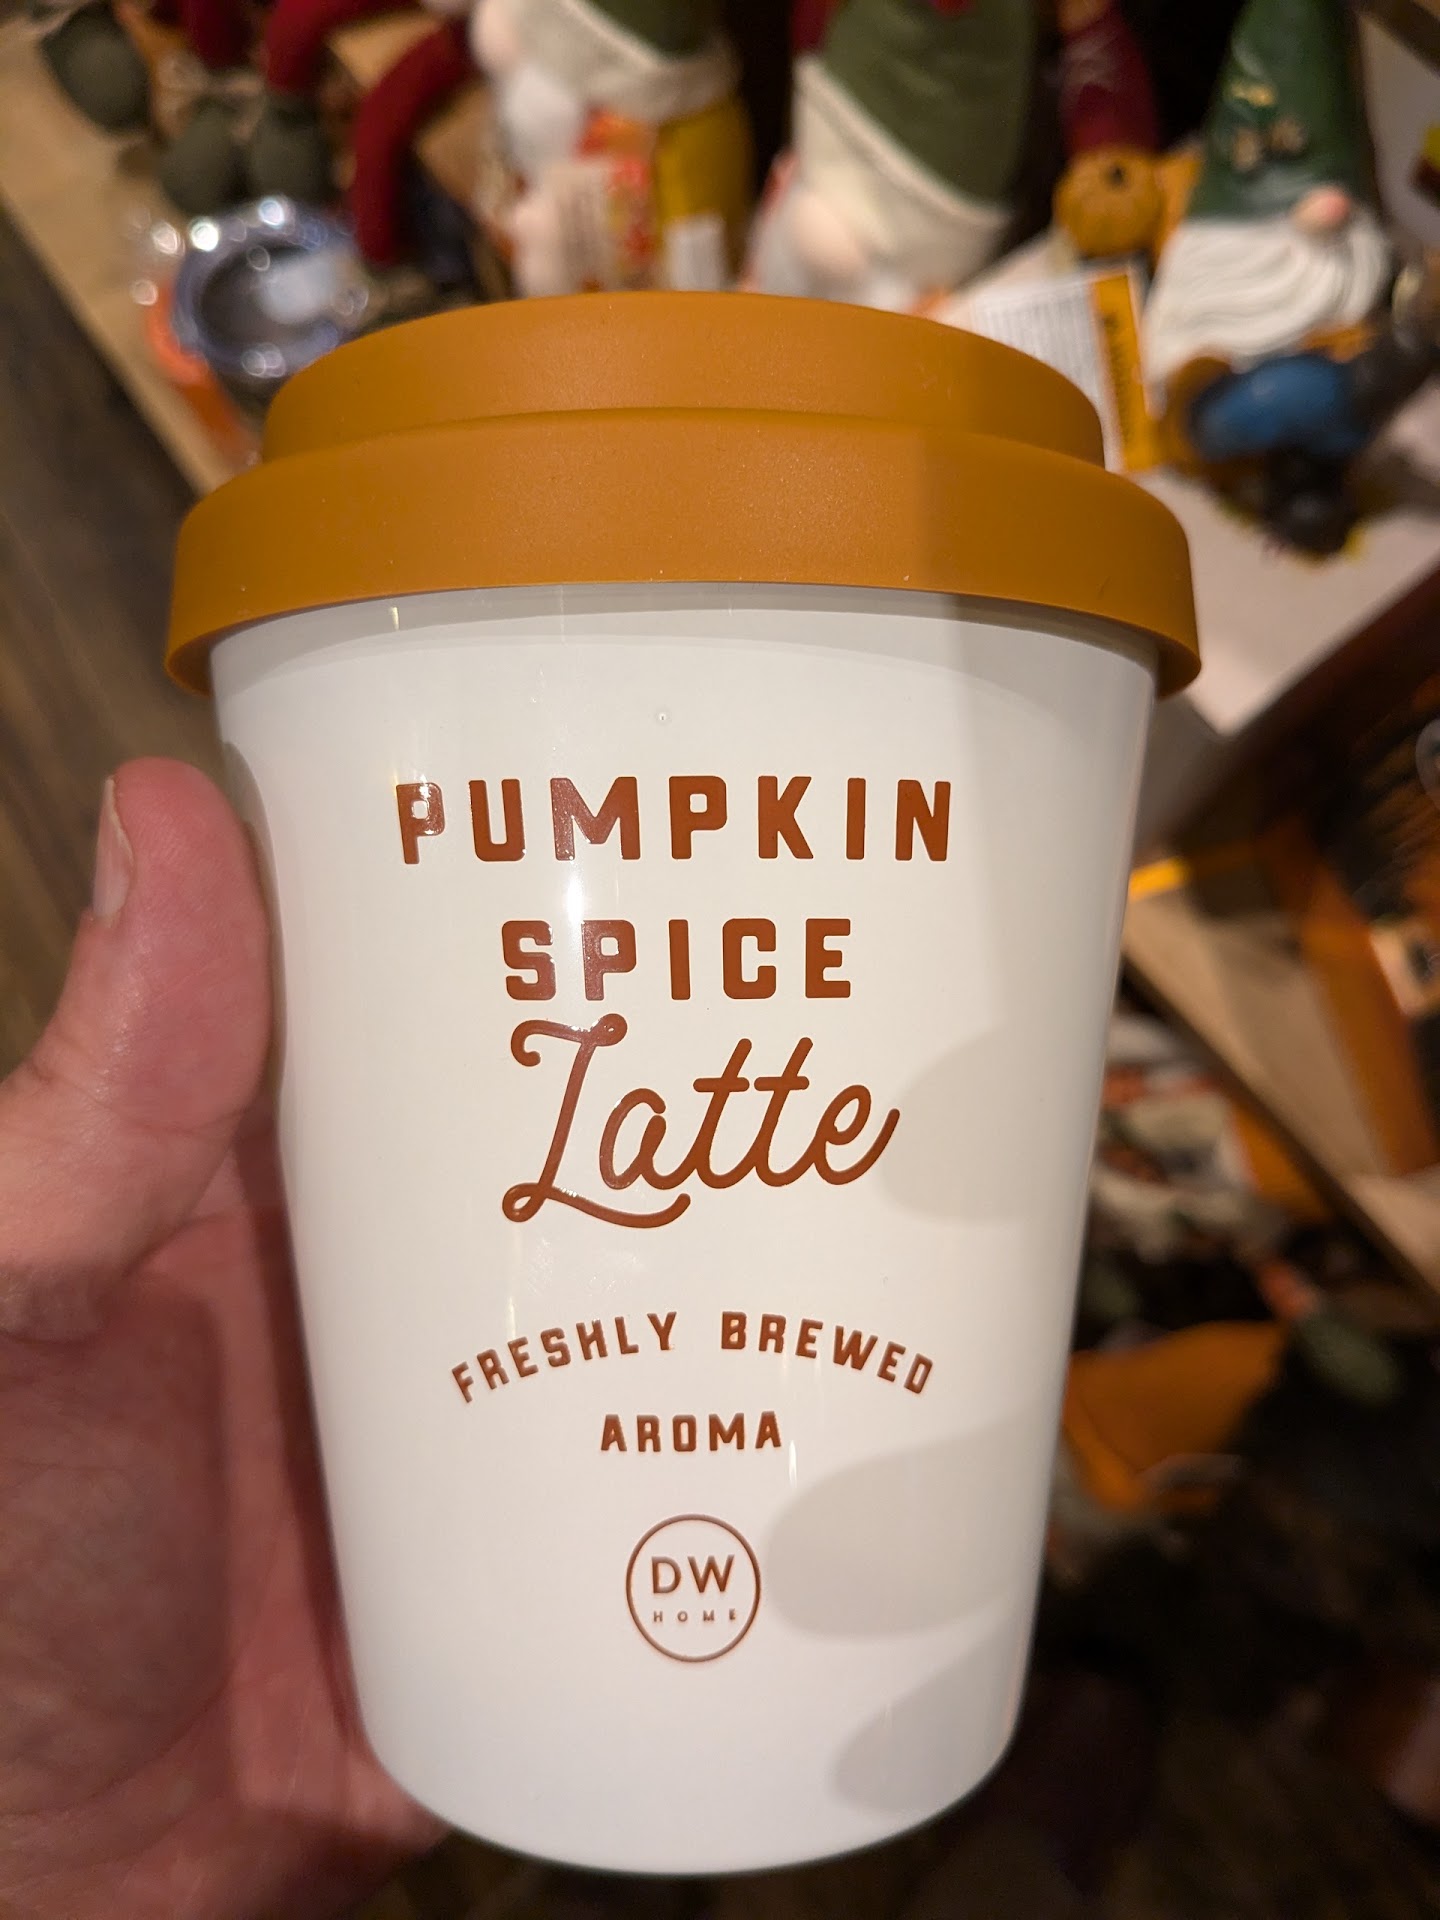 PUMPKIN
SPICE
Latte
FRESHLY BREWED
AROMA
DW
HOME